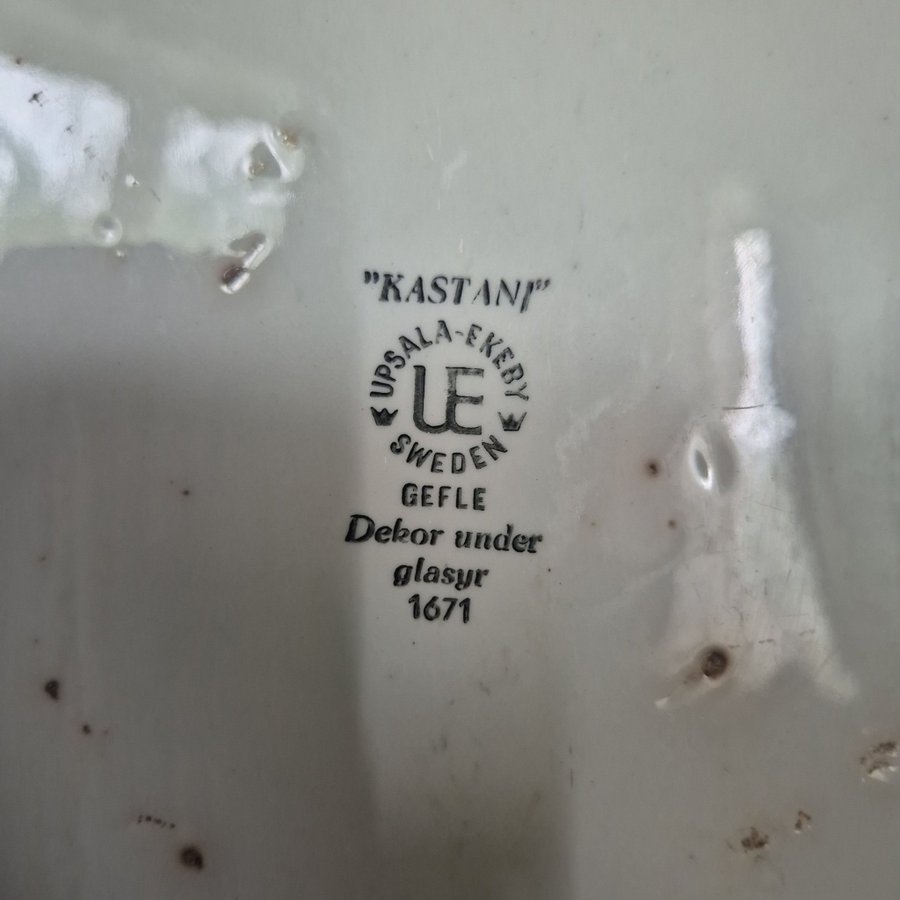 "KASTANJ"
UPSALA-EKEBY
UE
SWEDEN
GEFLE
Dekor under
glasyr
1671